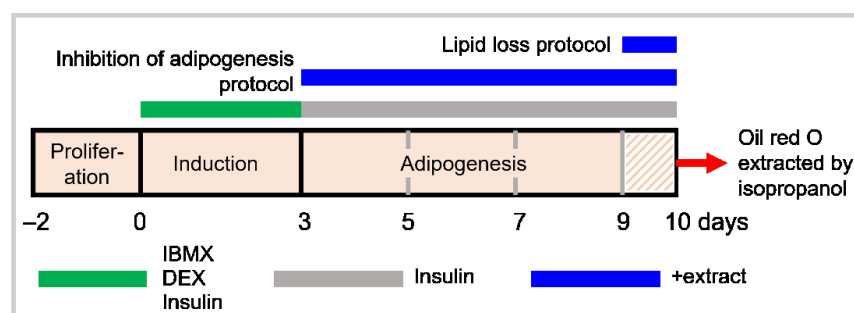 Lipid loss protocol
Inhibition of adipogenesis
protocol
Prolifer-
ation
Induction
Adipogenesis
Oil red O
extracted by
isopropanol
–2
0
3
5
7
9
10 days
IBMX
DEX
Insulin
Insulin
+extract